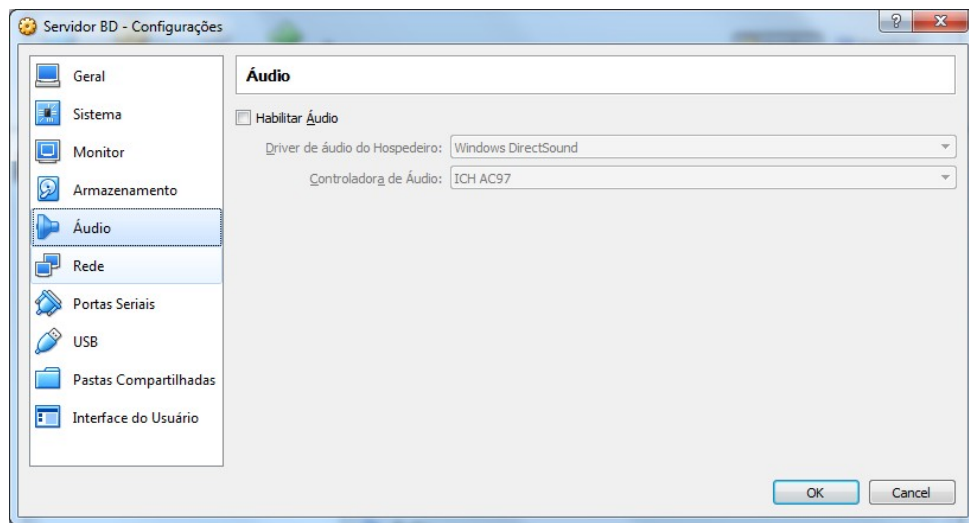 Servidor BD - Configurações
?
X
Geral
Sistema
Monitor
Armazenamento
Áudio
Rede
Portas Seriais
USB
Pastas Compartilhadas
Interface do Usuário
Áudio
Habilitar Áudio
Driver de áudio do Hospedeiro: Windows DirectSound
Controladora de Áudio: ICH AC97
OK Cancel